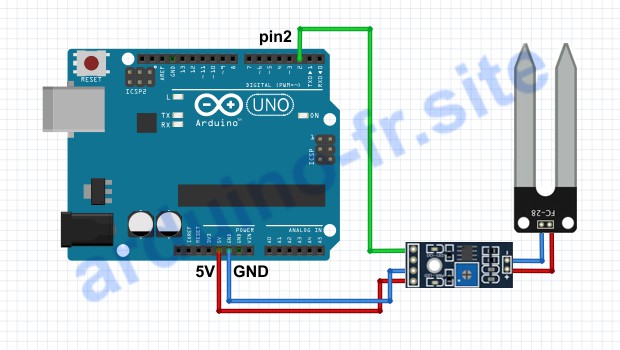 pin2
RESET
ICSP2
AREF
GND
13
12
~11
~10
~9
8
7
~6
~5
4
~3
2
TX▶1
RX◀0
DIGITAL (PWM=~)
L
TX
RX
UNO
Arduino™
ON
ICSP
1
IOREF
RESET
3V3
5V
GND
GND
VIN
POWER
ANALOG IN
A0
A1
A2
A3
A4
A5
5V GND
FC-28
arduino-fr.site